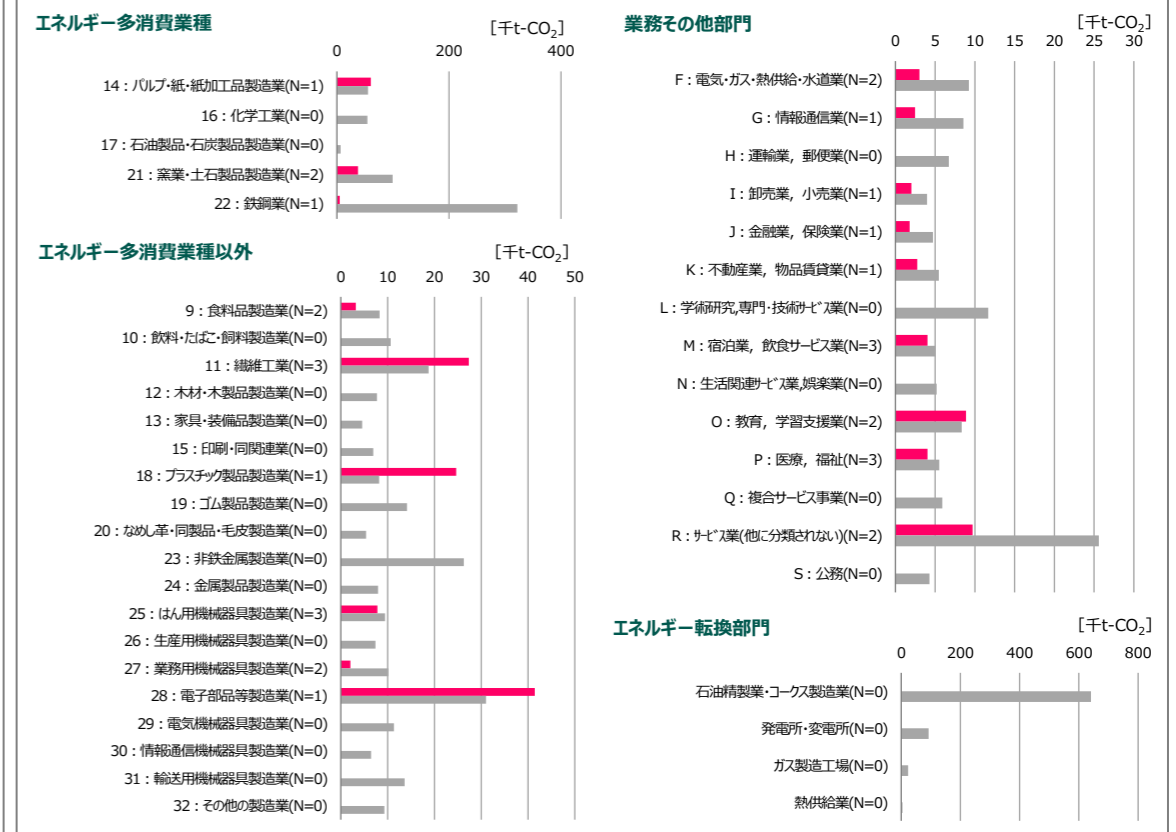 エネルギー多消費業種
[千t-CO2]
0 200 400
14：パルプ・紙・紙加工品製造業(N=1)
16：化学工業(N=0)
17：石油製品・石炭製品製造業(N=0)
21：窯業・土石製品製造業(N=2)
22：鉄鋼業(N=1)
エネルギー多消費業種以外
[千t-CO2]
0 10 20 30 40 50
9：食料品製造業(N=2)
10：飲料・たばこ・飼料製造業(N=0)
11：繊維工業(N=3)
12：木材・木製品製造業(N=0)
13：家具・装備品製造業(N=0)
15：印刷・同関連業(N=0)
18：プラスチック製品製造業(N=1)
19：ゴム製品製造業(N=0)
20：なめし革・同製品・毛皮製造業(N=0)
23：非鉄金属製造業(N=0)
24：金属製品製造業(N=0)
25：はん用機械器具製造業(N=3)
26：生産用機械器具製造業(N=0)
27：業務用機械器具製造業(N=2)
28：電子部品等製造業(N=1)
29：電気機械器具製造業(N=0)
30：情報通信機械器具製造業(N=0)
31：輸送用機械器具製造業(N=0)
32：その他の製造業(N=0)
業務その他部門
[千t-CO2]
0 5 10 15 20 25 30
F：電気・ガス・熱供給・水道業(N=2)
G：情報通信業(N=1)
H：運輸業，郵便業(N=0)
I：卸売業，小売業(N=1)
J：金融業，保険業(N=1)
K：不動産業，物品賃貸業(N=1)
L：学術研究,専門・技術サービス業(N=0)
M：宿泊業，飲食サービス業(N=3)
N：生活関連サービス業,娯楽業(N=0)
O：教育，学習支援業(N=2)
P：医療，福祉(N=3)
Q：複合サービス事業(N=0)
R：サービス業(他に分類されない)(N=2)
S：公務(N=0)
エネルギー転換部門
[千t-CO2]
0 200 400 600 800
石油精製業・コークス製造業(N=0)
発電所・変電所(N=0)
ガス製造工場(N=0)
熱供給業(N=0)